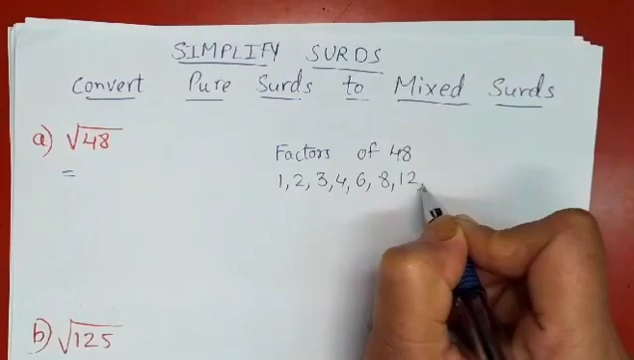 SIMPLIFY SURDS
Convert Pure Surds to Mixed Surds
a) √48
=
Factors of 48
1, 2, 3, 4, 6, 8, 12,
b) √125